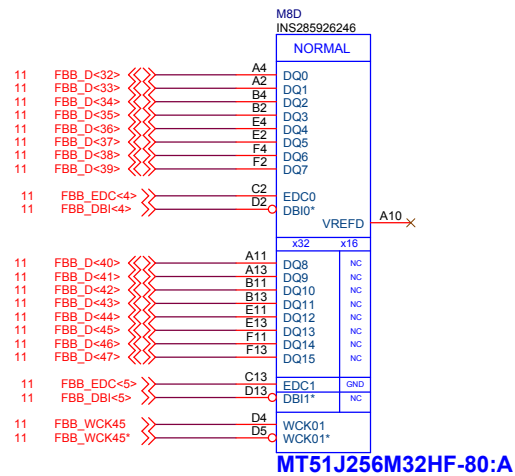 M8D
INS285926246
NORMAL
11 FBB_D<32> A4 DQ0
11 FBB_D<33> A2 DQ1
11 FBB_D<34> B4 DQ2
11 FBB_D<35> B2 DQ3
11 FBB_D<36> E4 DQ4
11 FBB_D<37> E2 DQ5
11 FBB_D<38> F4 DQ6
11 FBB_D<39> F2 DQ7
11 FBB_EDC<4> C2 EDC0
11 FBB_DBI<4> D2 DBI0*
VREFD A10
x32 x16
11 FBB_D<40> A11 DQ8 NC
11 FBB_D<41> A13 DQ9 NC
11 FBB_D<42> B11 DQ10 NC
11 FBB_D<43> B13 DQ11 NC
11 FBB_D<44> E11 DQ12 NC
11 FBB_D<45> E13 DQ13 NC
11 FBB_D<46> F11 DQ14 NC
11 FBB_D<47> F13 DQ15 NC
11 FBB_EDC<5> C13 EDC1 GND
11 FBB_DBI<5> D13 DBI1* NC
11 FBB_WCK45 D4 WCK01
11 FBB_WCK45* D5 WCK01*
MT51J256M32HF-80:A